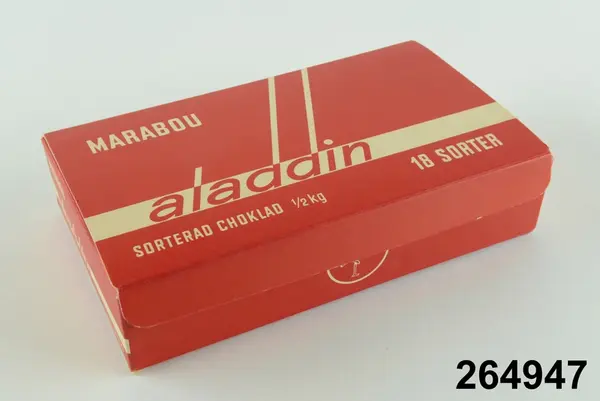 MARABOU
aladdin
18 SORTER
SORTERAD CHOKLAD ½ kg
264947